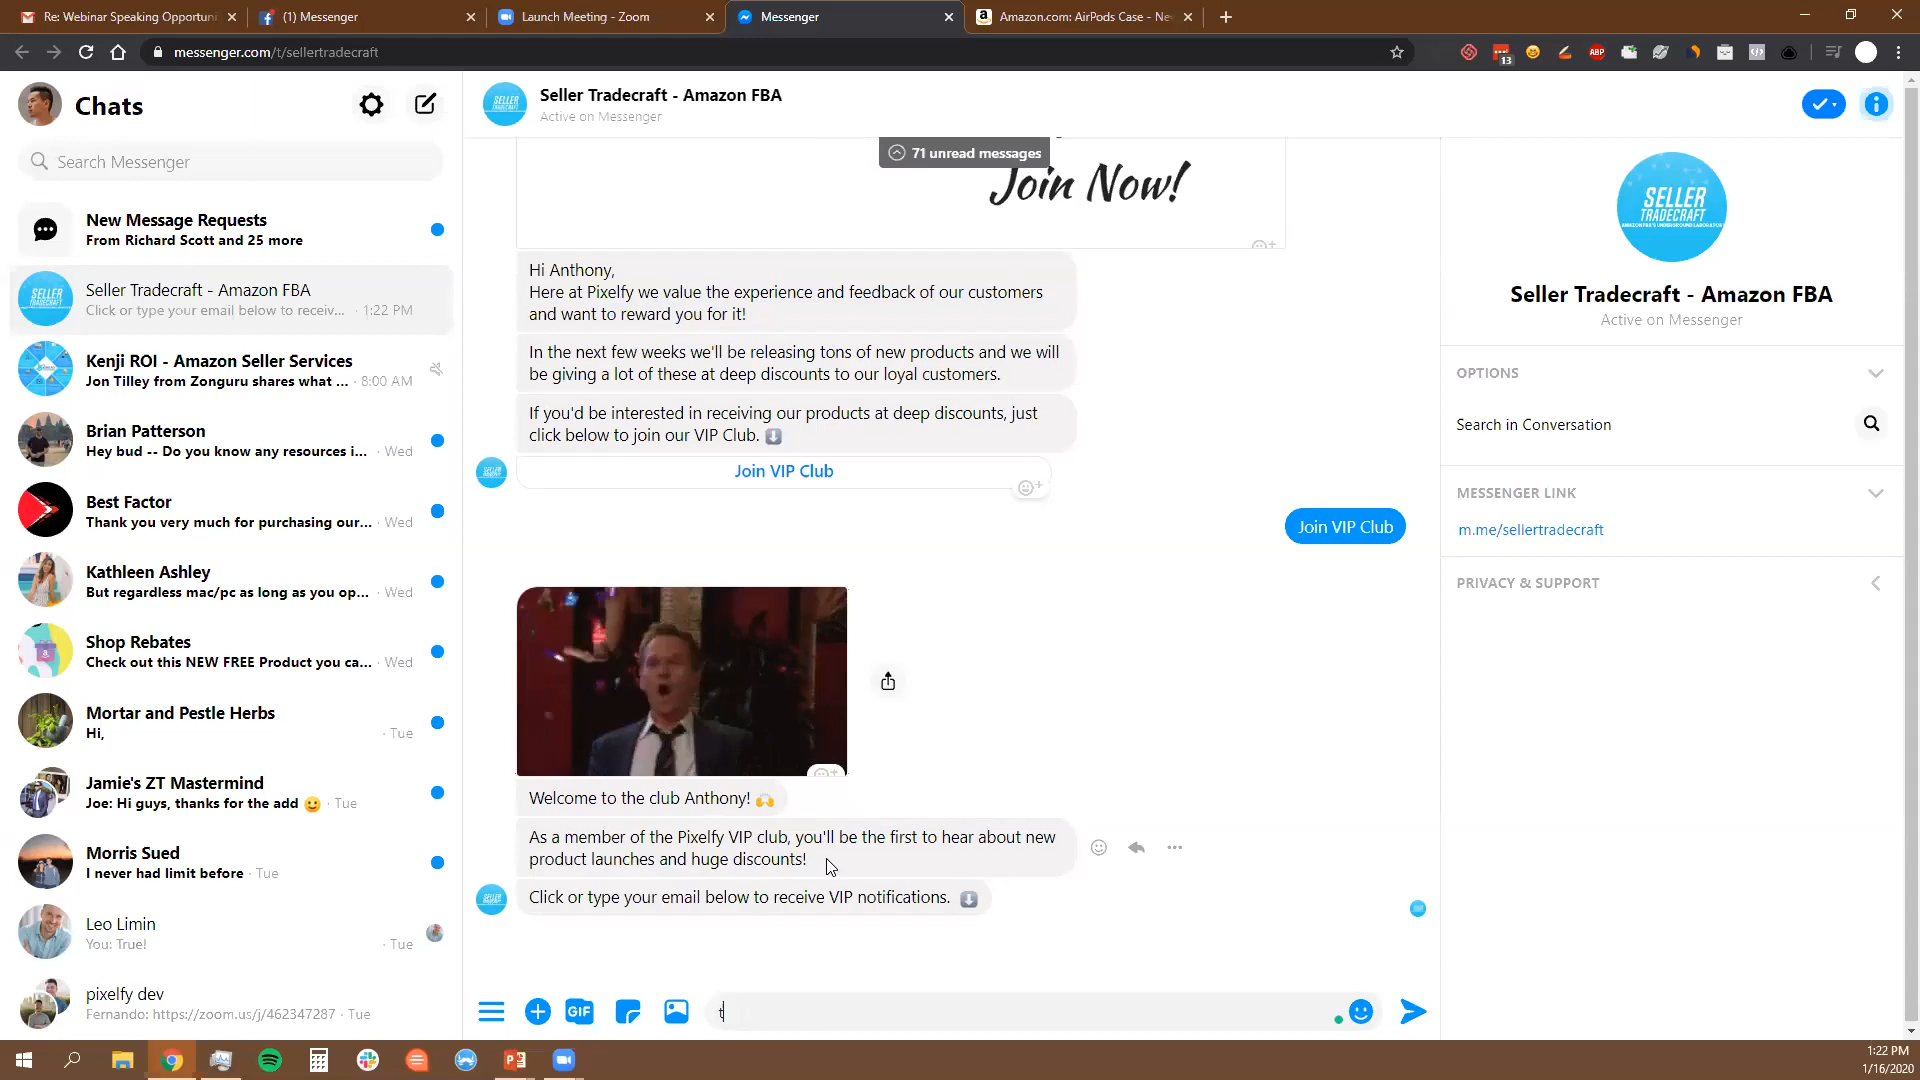 Re: Webinar Speaking Opportuni
(1) Messenger
Launch Meeting - Zoom
Messenger
Amazon.com: AirPods Case - Ne
messenger.com/t/sellertradecraft
ABP
13
Chats
Search Messenger
New Message Requests
From Richard Scott and 25 more
Seller Tradecraft - Amazon FBA
Click or type your email below to receiv... · 1:22 PM
Kenji ROI - Amazon Seller Services
Jon Tilley from Zonguru shares what ... · 8:00 AM
Brian Patterson
Hey bud -- Do you know any resources i... · Wed
Best Factor
Thank you very much for purchasing our... · Wed
Kathleen Ashley
But regardless mac/pc as long as you op... · Wed
Shop Rebates
Check out this NEW FREE Product you ca... · Wed
Mortar and Pestle Herbs
Hi, · Tue
Jamie's ZT Mastermind
Joe: Hi guys, thanks for the add 🙂 · Tue
Morris Sued
I never had limit before · Tue
Leo Limin
You: True! · Tue
pixelfy dev
Fernando: https://zoom.us/j/462347287 · Tue
Seller Tradecraft - Amazon FBA
Active on Messenger
71 unread messages
Join Now!
Hi Anthony,
Here at Pixelfy we value the experience and feedback of our customers
and want to reward you for it!
In the next few weeks we'll be releasing tons of new products and we will
be giving a lot of these at deep discounts to our loyal customers.
If you'd be interested in receiving our products at deep discounts, just
click below to join our VIP Club. ⬇️
Join VIP Club
Join VIP Club
Welcome to the club Anthony! 🙌
As a member of the Pixelfy VIP club, you'll be the first to hear about new
product launches and huge discounts!
Click or type your email below to receive VIP notifications. ⬇️
GIF
t
SELLER
TRADECRAFT
AMAZON FBA'S UNDERGROUND LABORATORY
Seller Tradecraft - Amazon FBA
Active on Messenger
OPTIONS
Search in Conversation
MESSENGER LINK
m.me/sellertradecraft
PRIVACY & SUPPORT
1:22 PM
1/16/2020